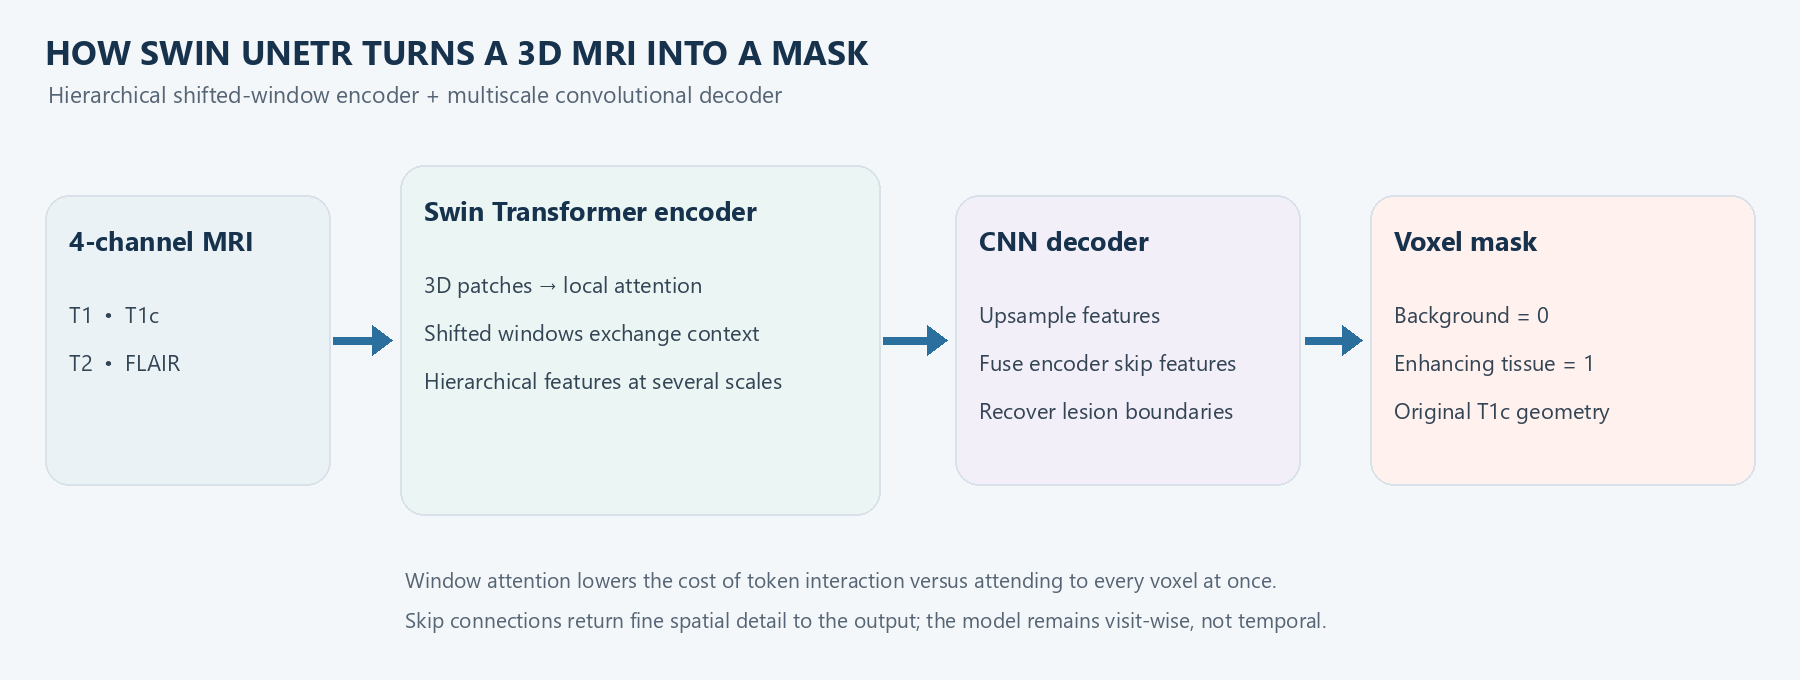 HOW SWIN UNETR TURNS A 3D MRI INTO A MASK
Hierarchical shifted-window encoder + multiscale convolutional decoder
4-channel MRI
T1 • T1c
T2 • FLAIR
Swin Transformer encoder
3D patches → local attention
Shifted windows exchange context
Hierarchical features at several scales
CNN decoder
Upsample features
Fuse encoder skip features
Recover lesion boundaries
Voxel mask
Background = 0
Enhancing tissue = 1
Original T1c geometry
Window attention lowers the cost of token interaction versus attending to every voxel at once.
Skip connections return fine spatial detail to the output; the model remains visit-wise, not temporal.